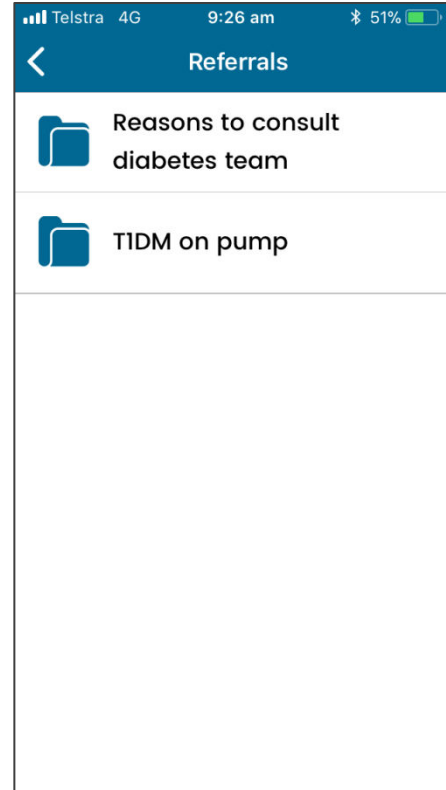 Telstra 4G 9:26 am 51%
Referrals
Reasons to consult
diabetes team
T1DM on pump